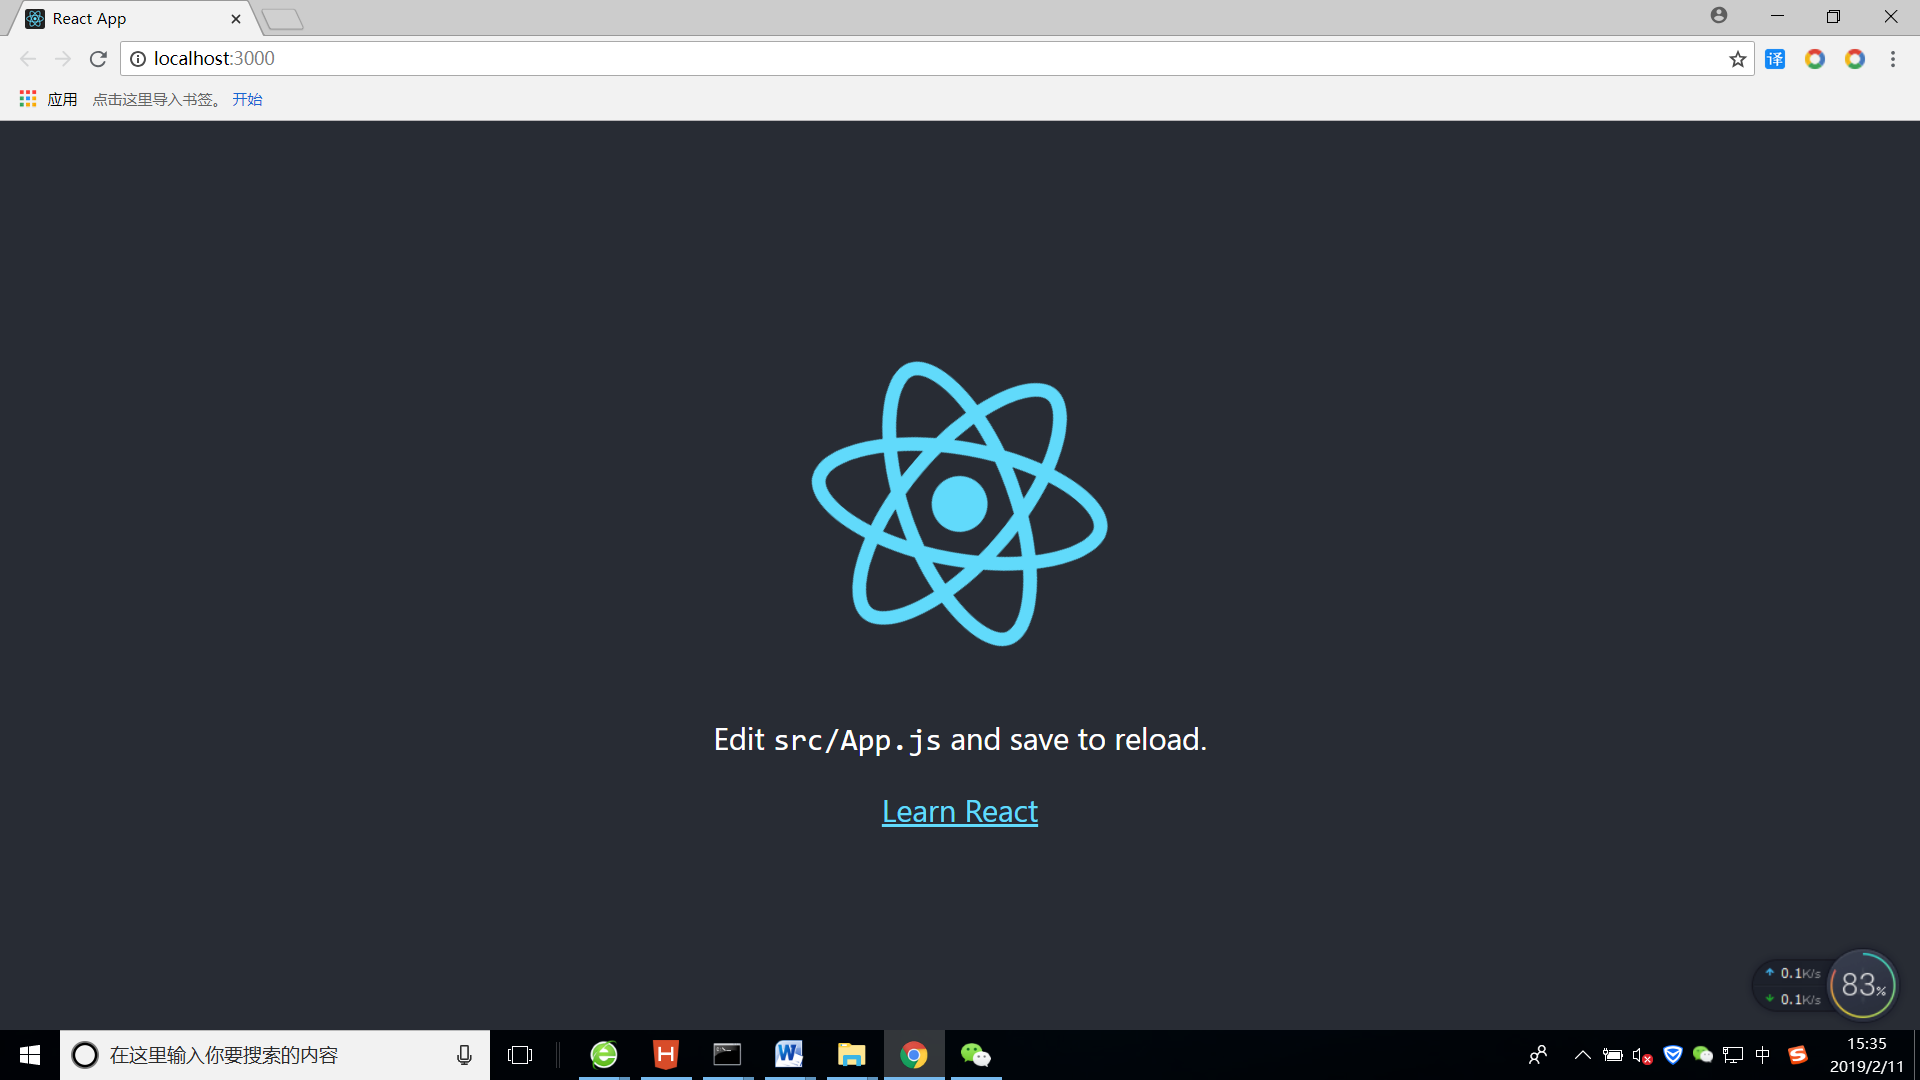 React App
localhost:3000
译
应用 点击这里导入书签。 开始
Edit src/App.js and save to reload.
Learn React
0.1K/s
0.1K/s
83%
在这里输入你要搜索的内容
H
W
中
S
15:35
2019/2/11